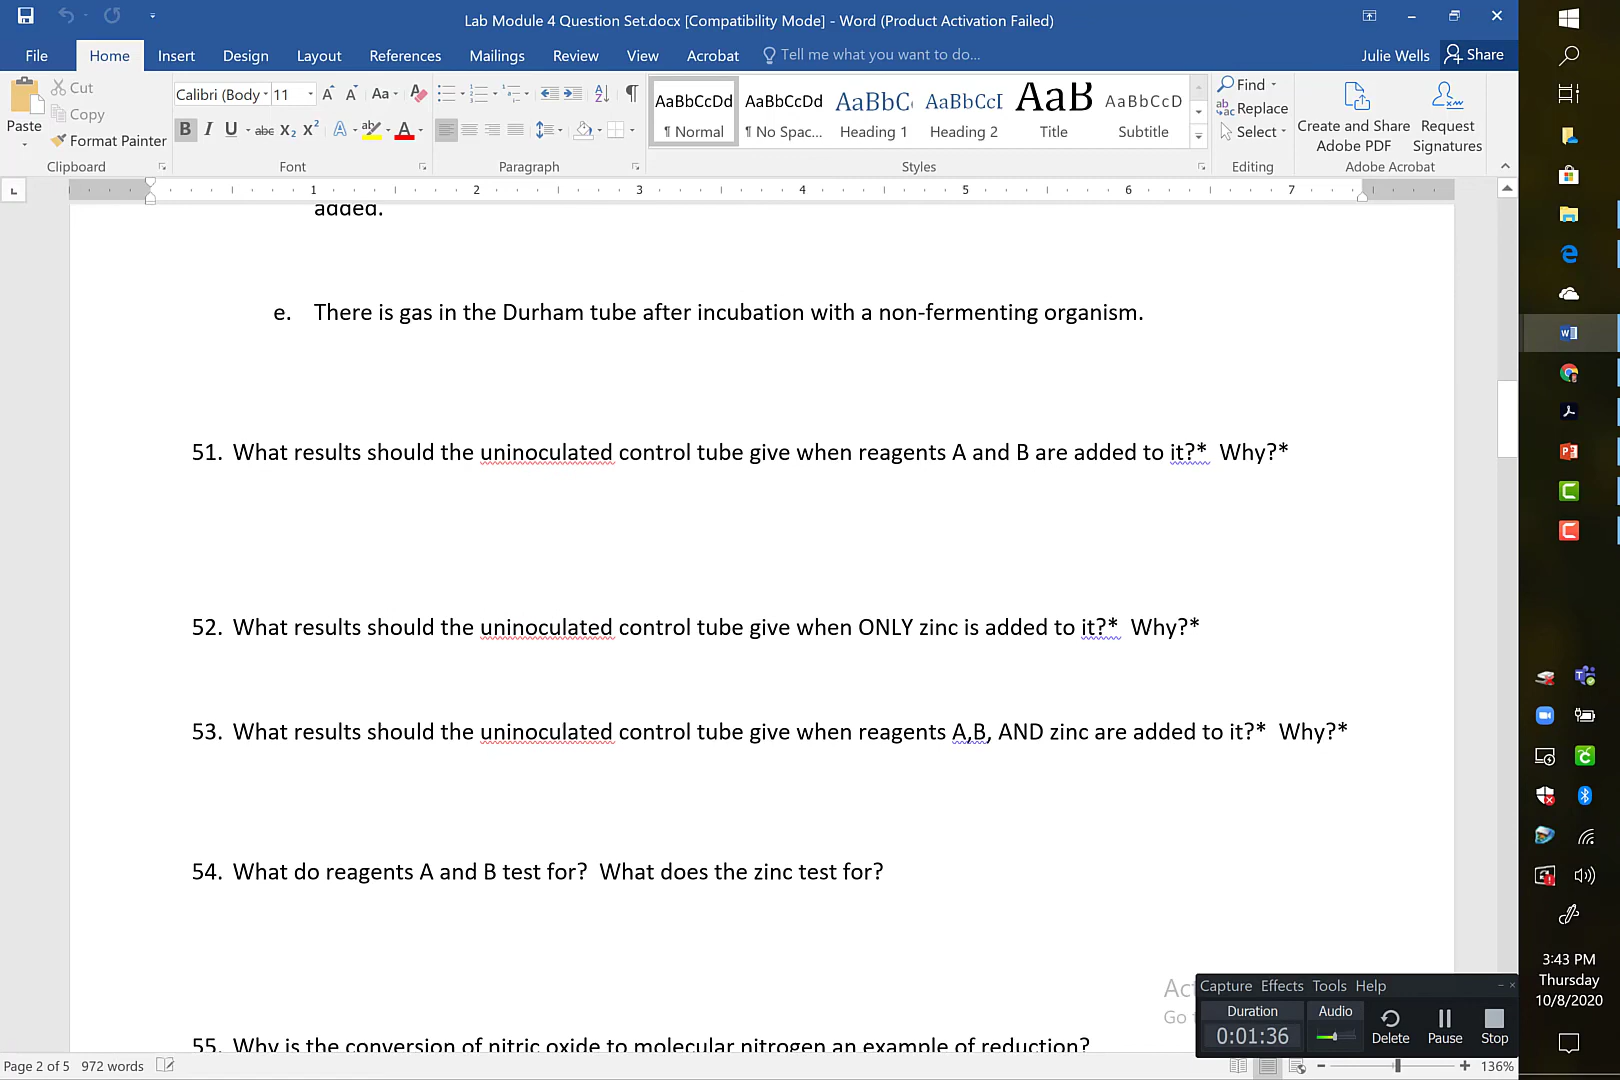 Lab Module 4 Question Set.docx [Compatibility Mode] - Word (Product Activation Failed)
File Home Insert Design Layout References Mailings Review View Acrobat Tell me what you want to do... Julie Wells Share
Paste
Cut
Copy
Format Painter
Clipboard
Calibri (Body 11
Font
Paragraph
AaBbCcDd AaBbCcDd AaBbC AaBbCcI AaB AaBbCcD
¶ Normal ¶ No Spac... Heading 1 Heading 2 Title Subtitle
Styles
Find
Replace
Select
Editing
Create and Share Adobe PDF
Request Signatures
Adobe Acrobat
1 2 3 4 5 6 7
added.
e. There is gas in the Durham tube after incubation with a non-fermenting organism.
51. What results should the uninoculated control tube give when reagents A and B are added to it?* Why?*
52. What results should the uninoculated control tube give when ONLY zinc is added to it?* Why?*
53. What results should the uninoculated control tube give when reagents A,B, AND zinc are added to it?* Why?*
54. What do reagents A and B test for? What does the zinc test for?
55. Why is the conversion of nitric oxide to molecular nitrogen an example of reduction?
Go
Capture Effects Tools Help
Duration Audio
0:01:36 Delete Pause Stop
Page 2 of 5 972 words
136%
3:43 PM
Thursday
10/8/2020